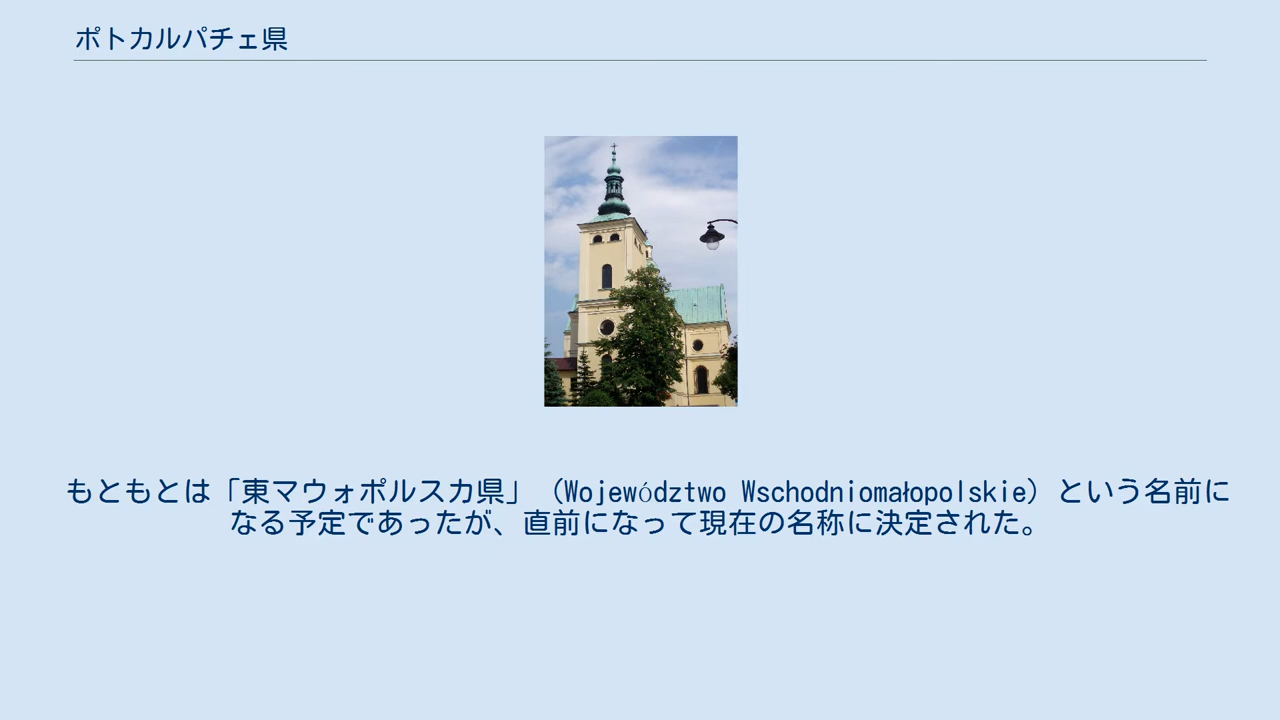 ポトカルパチェ県
もともとは「東マウォポルスカ県」（Województwo Wschodniomałopolskie）という名前に
なる予定であったが、直前になって現在の名称に決定された。